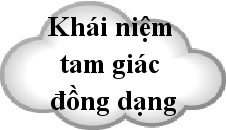 Khái niệm
tam giác
đồng dạng